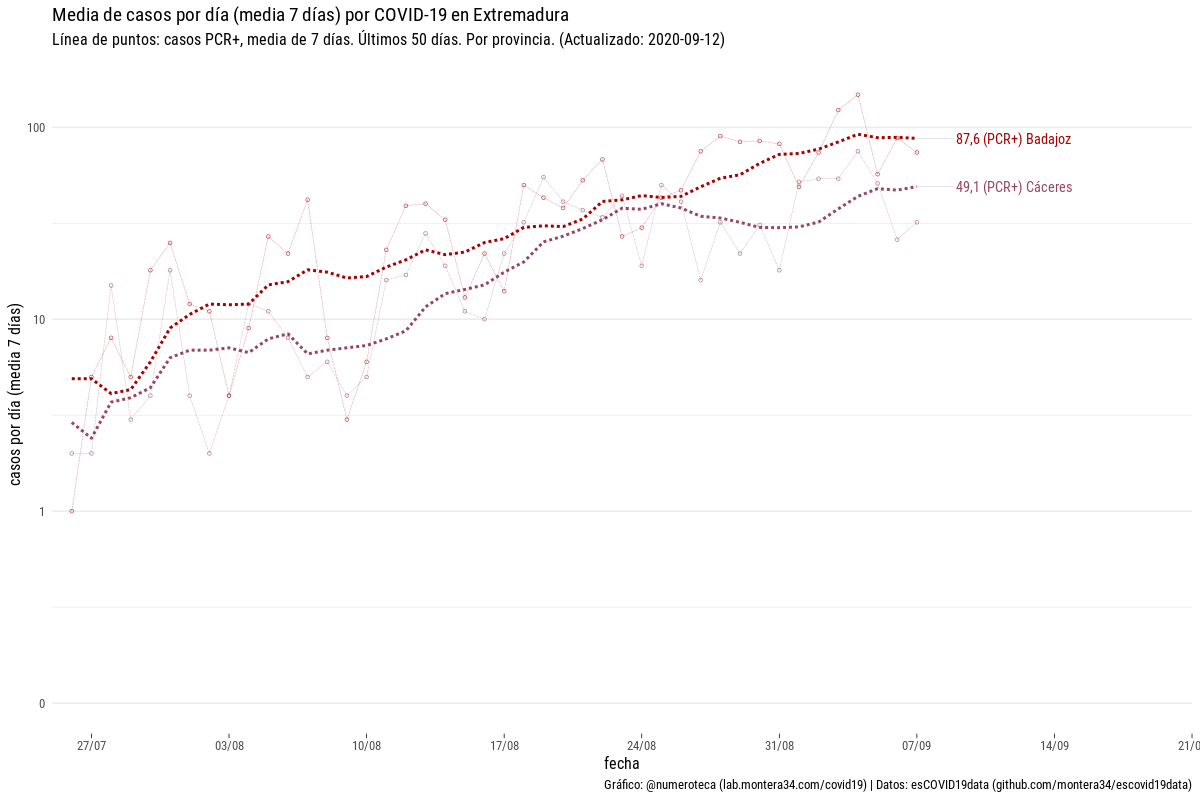 Media de casos por día (media 7 días) por COVID-19 en Extremadura
Línea de puntos: casos PCR+, media de 7 días. Últimos 50 días. Por provincia. (Actualizado: 2020-09-12)
casos por día (media 7 días)
100
10
1
0
87,6 (PCR+) Badajoz
49,1 (PCR+) Cáceres
27/07 03/08 10/08 17/08 24/08 31/08 07/09 14/09 21/0
fecha
Gráfico: @numeroteca (lab.montera34.com/covid19) | Datos: esCOVID19data (github.com/montera34/escovid19data)